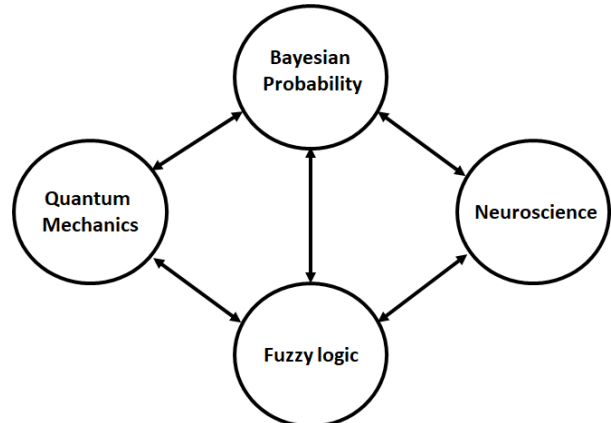 Bayesian
Probability
Quantum
Mechanics
Neuroscience
Fuzzy logic